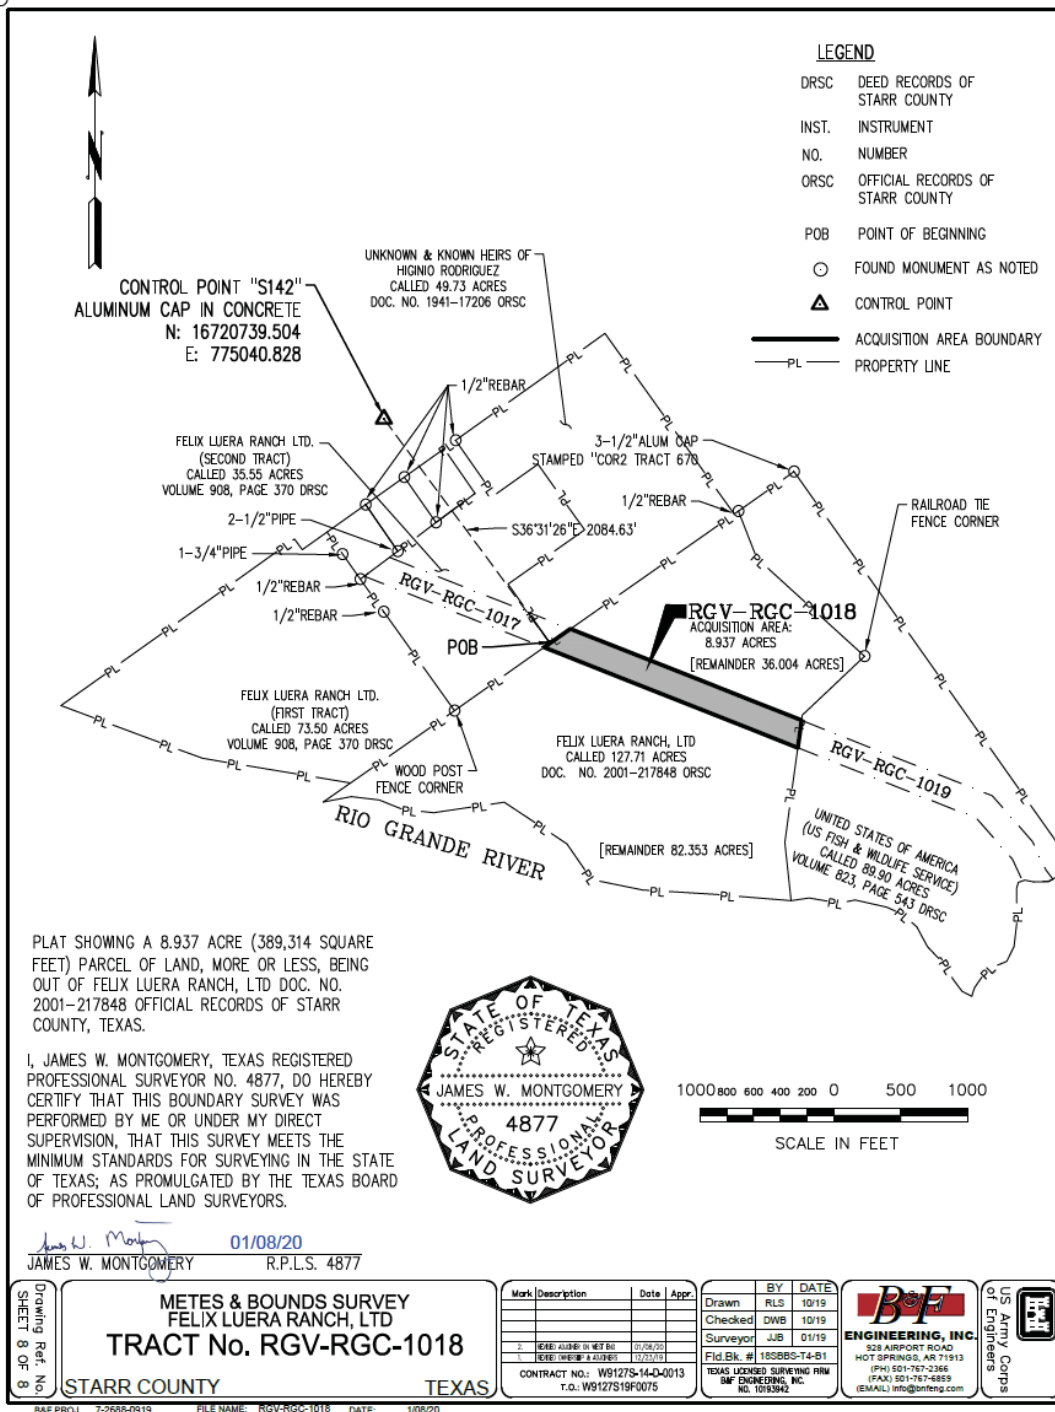 LEGEND
DRSC DEED RECORDS OF
STARR COUNTY
INST. INSTRUMENT
NO. NUMBER
ORSC OFFICIAL RECORDS OF
STARR COUNTY
POB POINT OF BEGINNING
FOUND MONUMENT AS NOTED
CONTROL POINT
ACQUISITION AREA BOUNDARY
PL PROPERTY LINE
N
UNKNOWN & KNOWN HEIRS OF
HIGINIO RODRIGUEZ
CALLED 49.73 ACRES
DOC. NO. 1941-17206 ORSC
CONTROL POINT "S142"
ALUMINUM CAP IN CONCRETE
N: 16720739.504
E: 775040.828
1/2"REBAR
FELIX LUERA RANCH LTD.
(SECOND TRACT)
CALLED 35.55 ACRES
VOLUME 908, PAGE 370 DRSC
3-1/2"ALUM CAP
STAMPED "COR2 TRACT 670
1/2"REBAR
RAILROAD TIE
FENCE CORNER
2-1/2"PIPE
S36°31'26"E 2084.63'
1-3/4"PIPE
1/2"REBAR
1/2"REBAR
RGV-RGC-1017
POB
RGV-RGC-1018
ACQUISITION AREA:
8.937 ACRES
[REMAINDER 36.004 ACRES]
FELIX LUERA RANCH LTD.
(FIRST TRACT)
CALLED 73.50 ACRES
VOLUME 908, PAGE 370 DRSC
WOOD POST
FENCE CORNER
FELIX LUERA RANCH, LTD
CALLED 127.71 ACRES
DOC. NO. 2001-217848 ORSC
RGV-RGC-1019
RIO GRANDE RIVER
[REMAINDER 82.353 ACRES]
UNITED STATES OF AMERICA
(US FISH & WILDLIFE SERVICE)
CALLED 89.90 ACRES
VOLUME 823, PAGE 543 DRSC
PLAT SHOWING A 8.937 ACRE (389,314 SQUARE
FEET) PARCEL OF LAND, MORE OR LESS, BEING
OUT OF FELIX LUERA RANCH, LTD DOC. NO.
2001-217848 OFFICIAL RECORDS OF STARR
COUNTY, TEXAS.
I, JAMES W. MONTGOMERY, TEXAS REGISTERED
PROFESSIONAL SURVEYOR NO. 4877, DO HEREBY
CERTIFY THAT THIS BOUNDARY SURVEY WAS
PERFORMED BY ME OR UNDER MY DIRECT
SUPERVISION, THAT THIS SURVEY MEETS THE
MINIMUM STANDARDS FOR SURVEYING IN THE STATE
OF TEXAS; AS PROMULGATED BY THE TEXAS BOARD
OF PROFESSIONAL LAND SURVEYORS.
01/08/20
JAMES W. MONTGOMERY R.P.L.S. 4877
STATE OF TEXAS
REGISTERED
JAMES W. MONTGOMERY
4877
PROFESSIONAL
LAND SURVEYOR
1000 800 600 400 200 0 500 1000
SCALE IN FEET
Drawing Ref. No.
SHEET 8 OF 8
METES & BOUNDS SURVEY
FELIX LUERA RANCH, LTD
TRACT No. RGV-RGC-1018
STARR COUNTY TEXAS
Mark Description Date Appr.
2. REVISED ADJOINER ON WEST END 01/08/20
1. REVISED OWNERSHIP & ADJOINERS 12/23/19
CONTRACT NO.: W9127S-14-D-0013
T.O.: W9127S19F0075
BY DATE
Drawn RLS 10/19
Checked DWB 10/19
Surveyor JJB 01/19
Fld.Bk. # 18SBBS-T4-B1
TEXAS LICENSED SURVEYING FIRM
B&F ENGINEERING, INC.
NO. 10193942
B&F
ENGINEERING, INC.
928 AIRPORT ROAD
HOT SPRINGS, AR 71913
(PH) 501-767-2366
(FAX) 501-767-6859
(EMAIL) info@bnfeng.com
US Army Corps
of Engineers
B&F PROJ. 7-2688-0919 FILE NAME: RGV-RGC-1018 DATE: 1/08/20